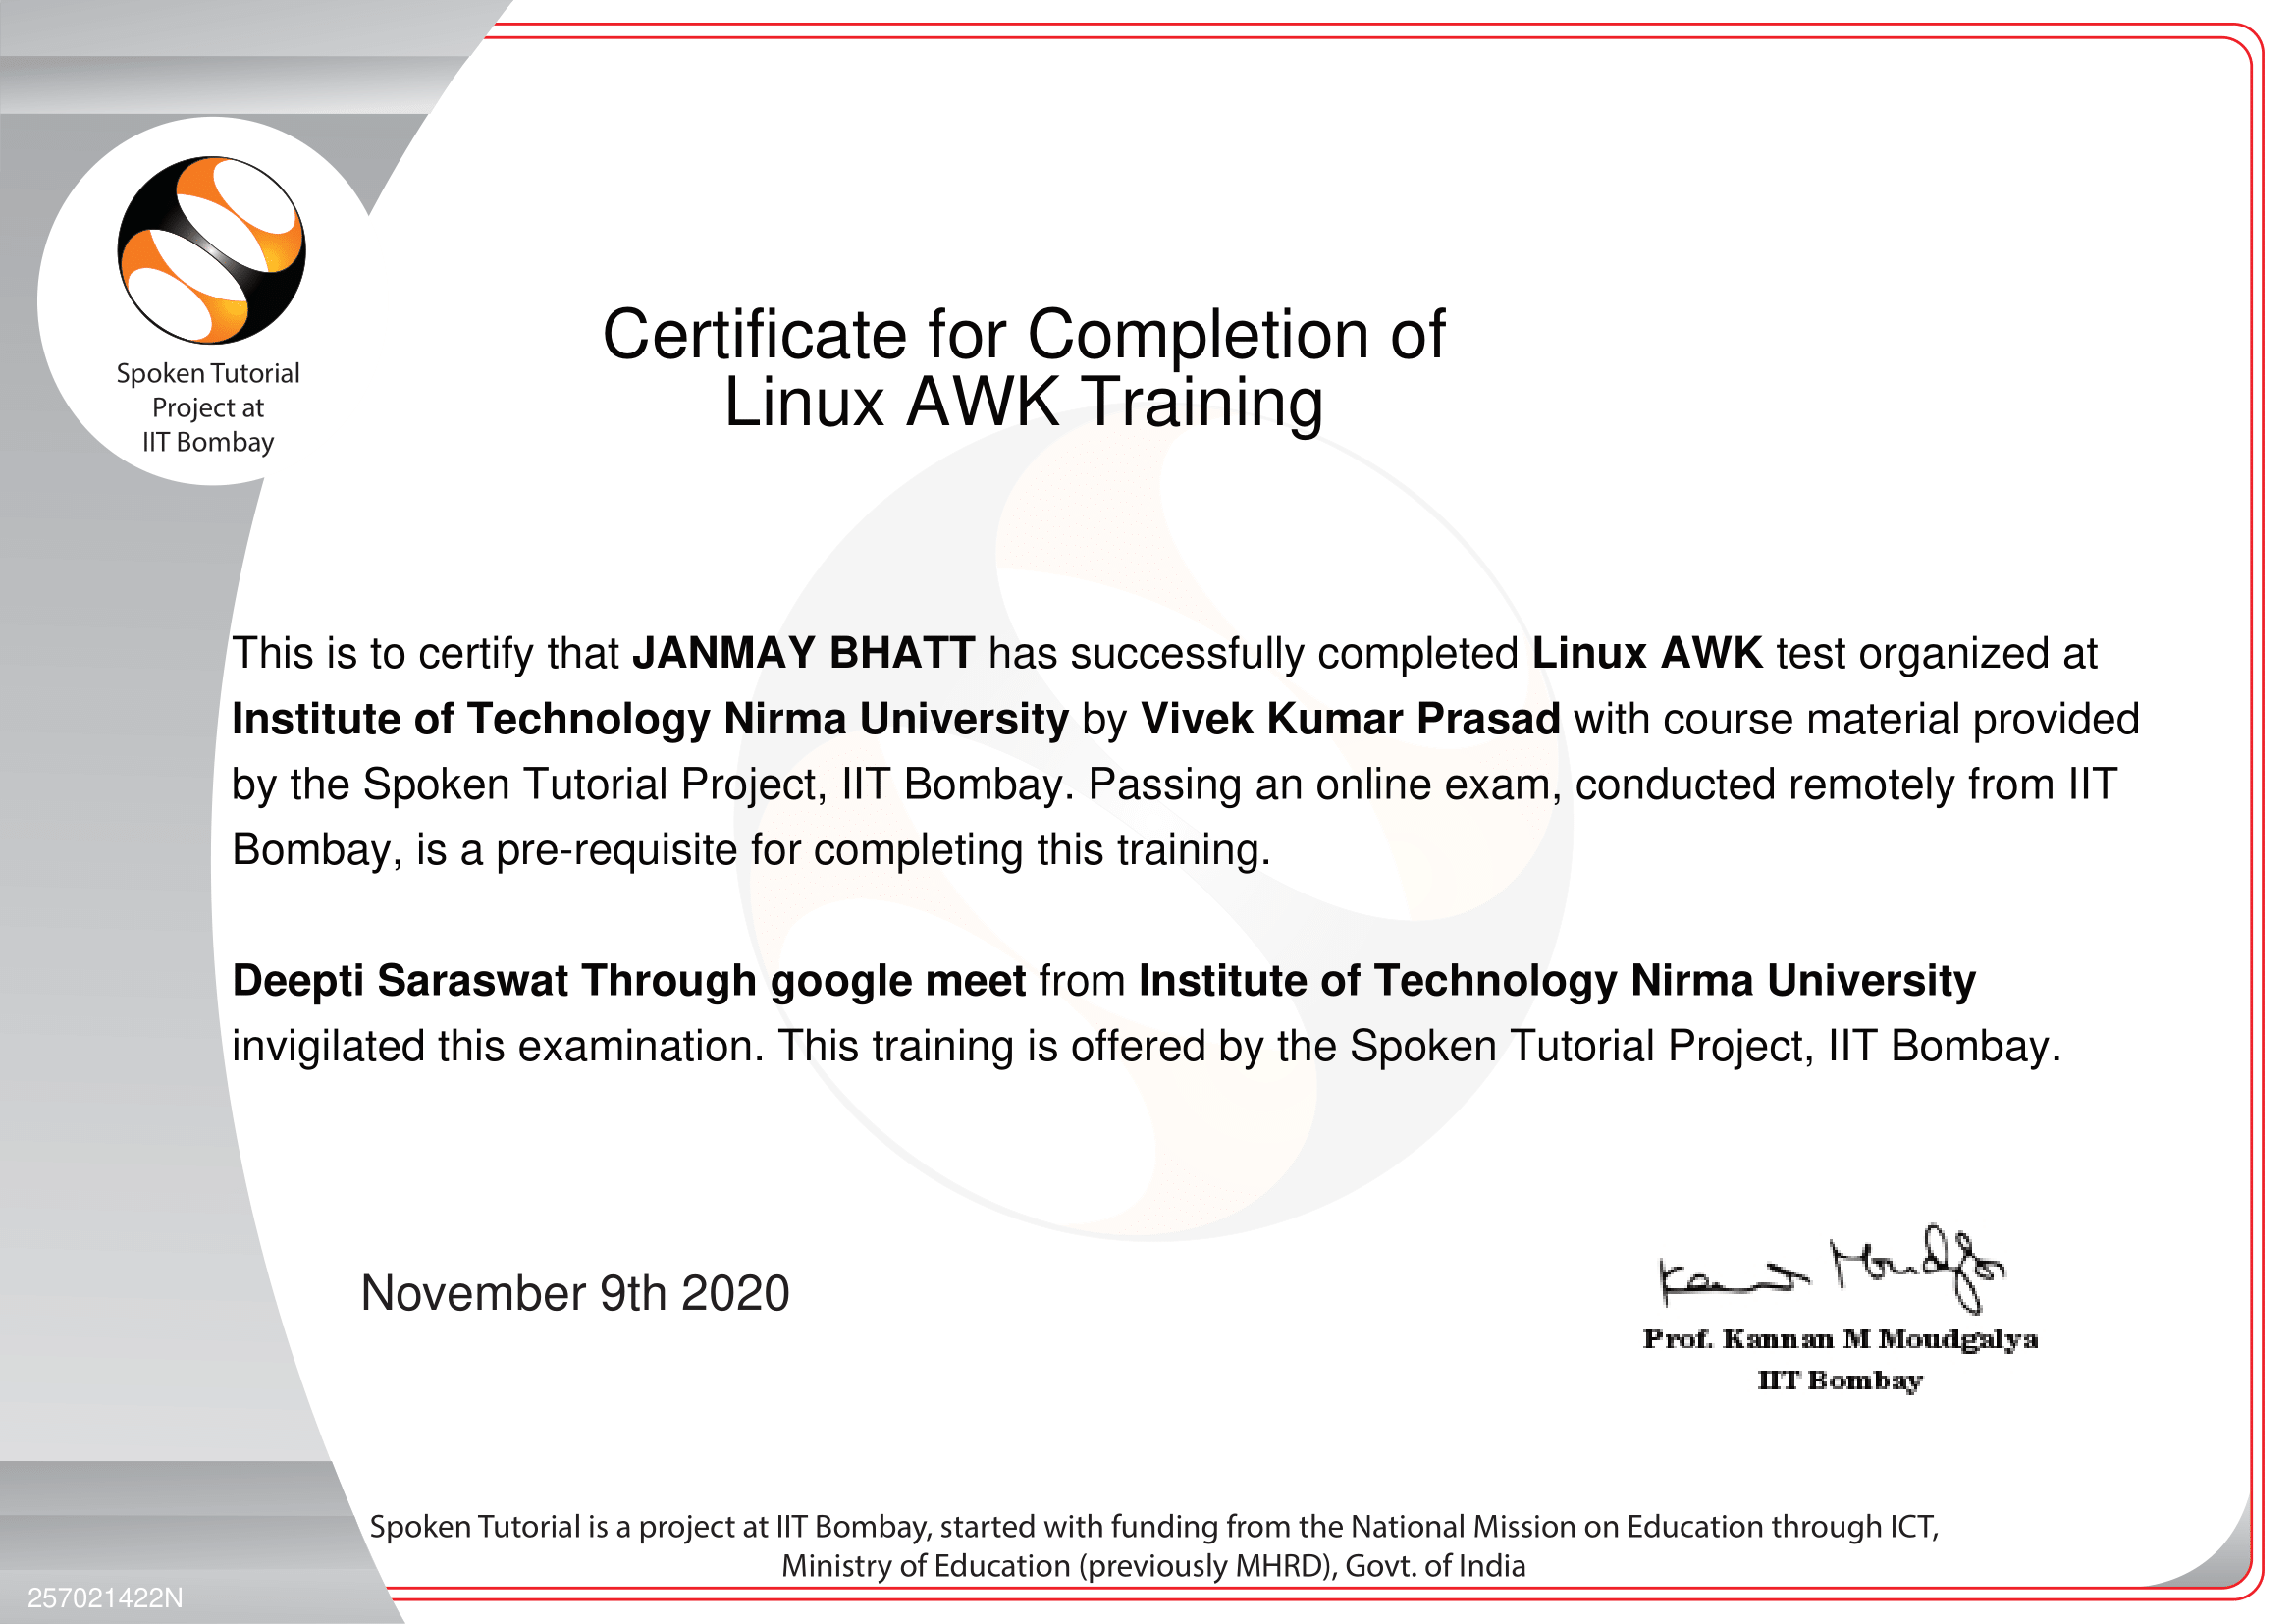 Spoken Tutorial
Project at
IIT Bombay
Certificate for Completion of
Linux AWK Training
This is to certify that JANMAY BHATT has successfully completed Linux AWK test organized at
Institute of Technology Nirma University by Vivek Kumar Prasad with course material provided
by the Spoken Tutorial Project, IIT Bombay. Passing an online exam, conducted remotely from IIT
Bombay, is a pre-requisite for completing this training.
Deepti Saraswat Through google meet from Institute of Technology Nirma University
invigilated this examination. This training is offered by the Spoken Tutorial Project, IIT Bombay.
November 9th 2020
Prof. Kannan M Moudgalya
IIT Bombay
Spoken Tutorial is a project at IIT Bombay, started with funding from the National Mission on Education through ICT,
Ministry of Education (previously MHRD), Govt. of India
257021422N